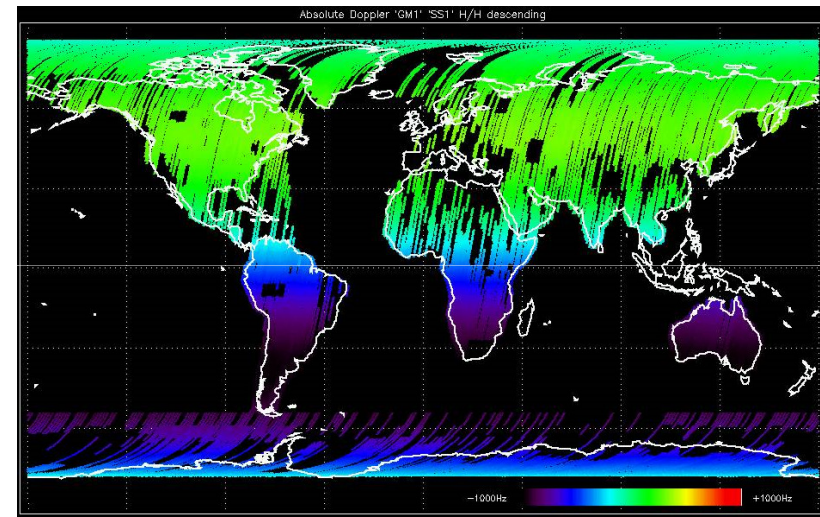 Absolute Doppler 'GM1' 'SS1' H/H descending
-1000Hz +1000Hz